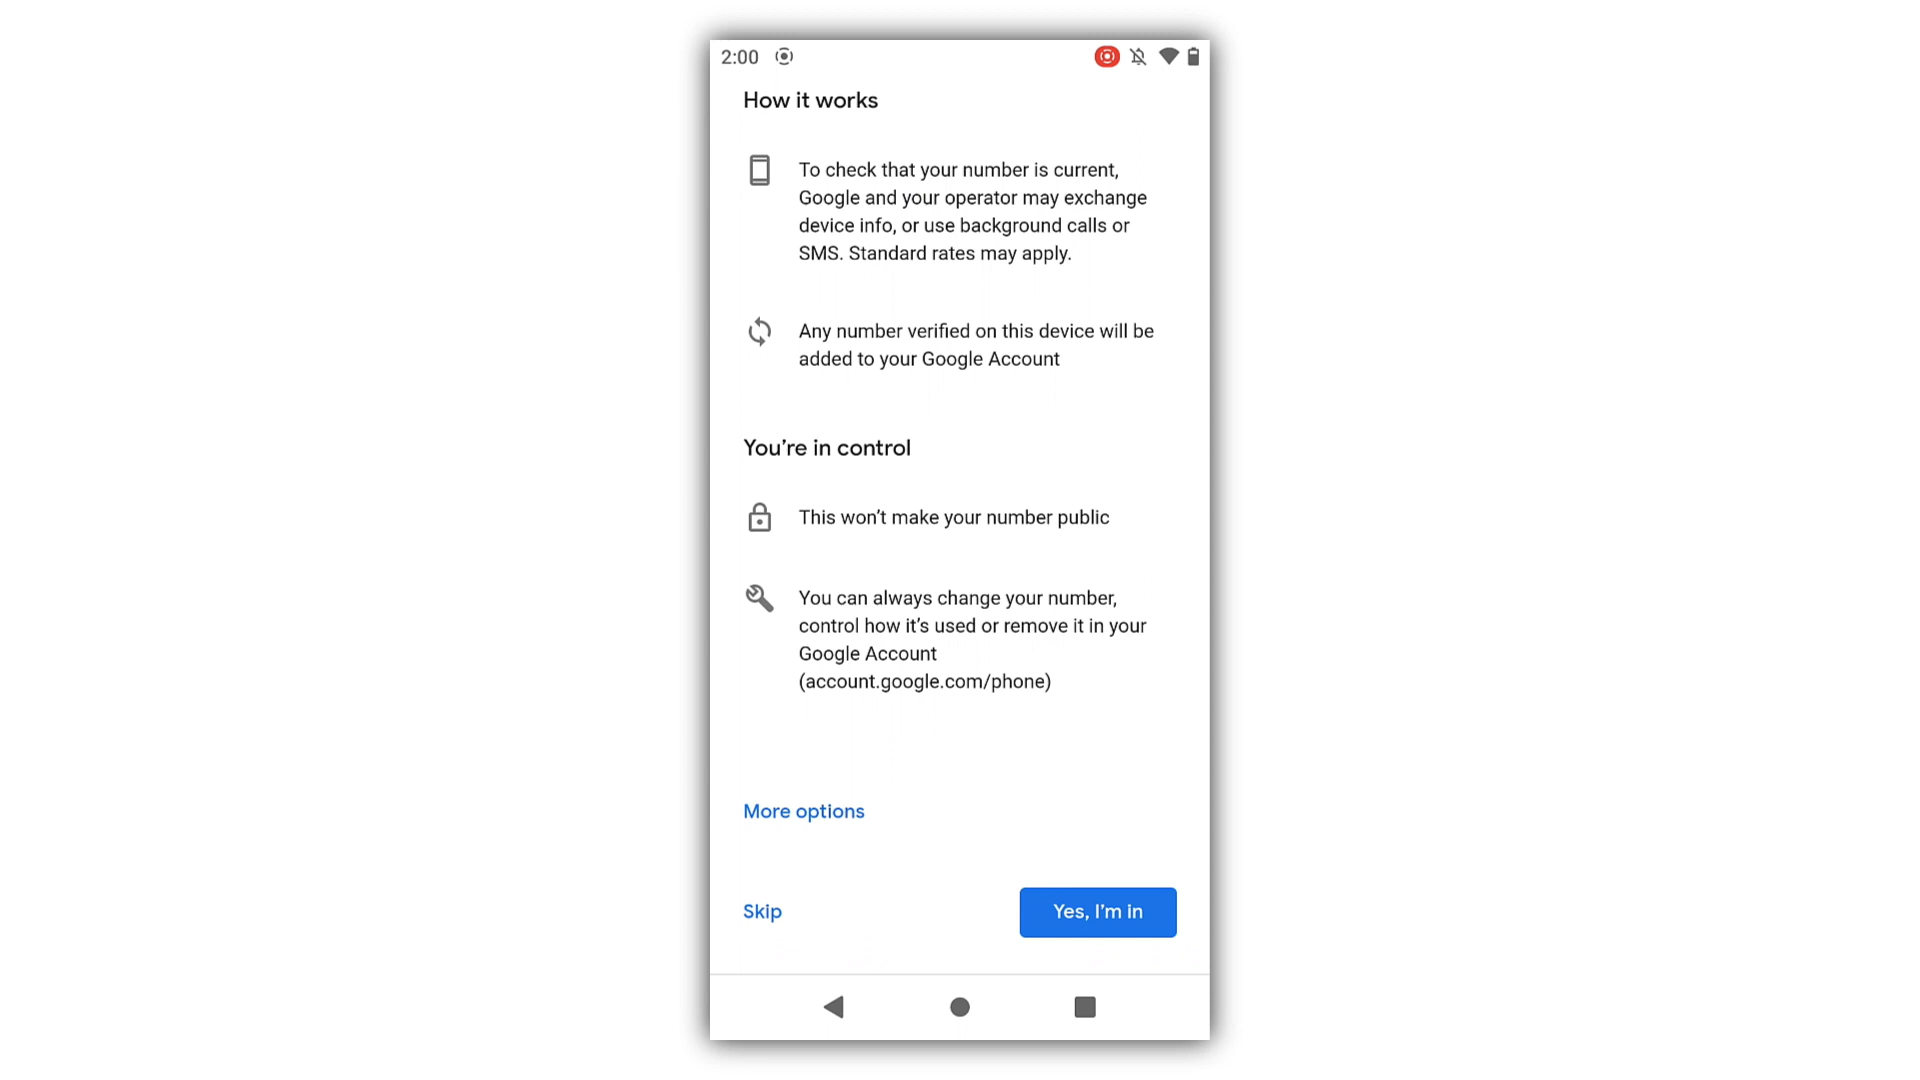 2:00
How it works
To check that your number is current,
Google and your operator may exchange
device info, or use background calls or
SMS. Standard rates may apply.
Any number verified on this device will be
added to your Google Account
You’re in control
This won’t make your number public
You can always change your number,
control how it’s used or remove it in your
Google Account
(account.google.com/phone)
More options
Skip
Yes, I’m in